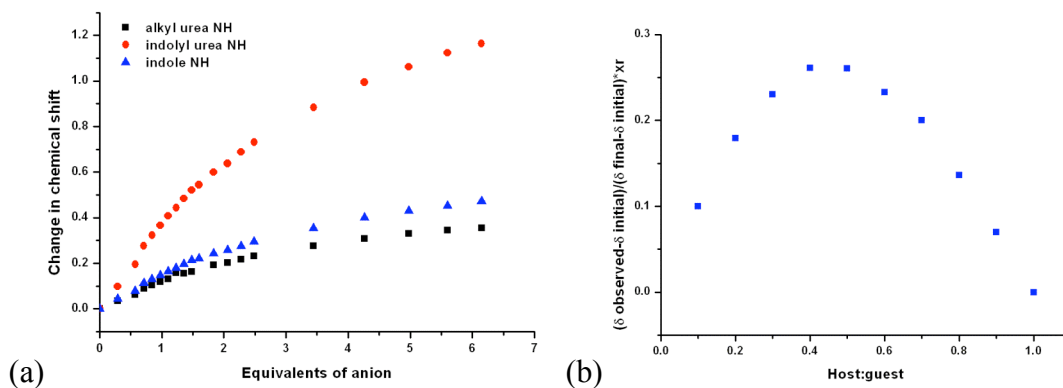 alkyl urea NH
indolyl urea NH
indole NH
Change in chemical shift
1.2
1.0
0.8
0.6
0.4
0.2
0.0
0 1 2 3 4 5 6 7
Equivalents of anion
(a)
(δ observed-δ initial)/(δ final-δ initial)*xr
0.3
0.2
0.1
0.0
0.0 0.2 0.4 0.6 0.8 1.0
Host:guest
(b)